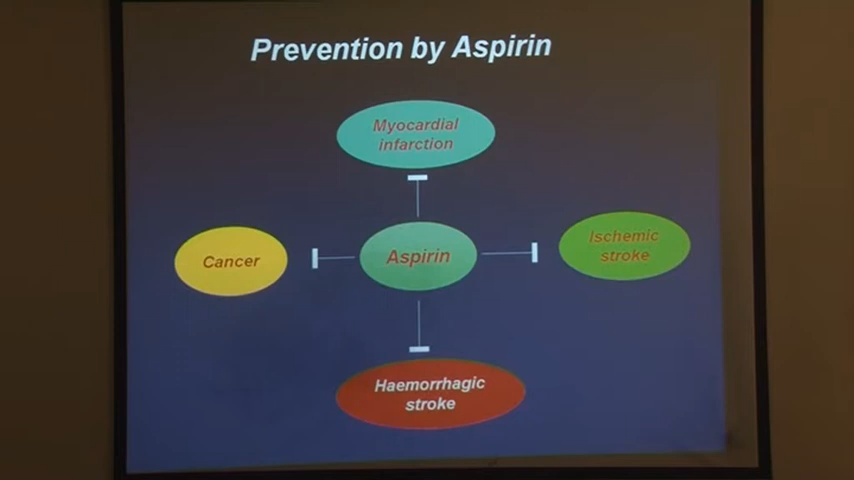 Prevention by Aspirin
Myocardial
infarction
Cancer
Aspirin
Ischemic
stroke
Haemorrhagic
stroke